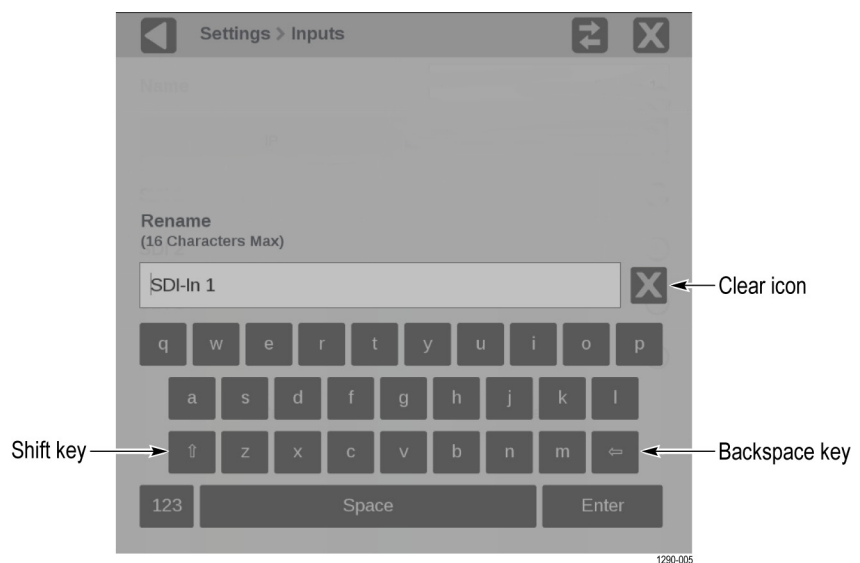 Settings > Inputs
Name
Rename
(16 Characters Max)
SDI-In 1
Clear icon
q w e r t y u i o p
a s d f g h j k l
Shift key
⇧ z x c v b n m ⇦
Backspace key
123 Space Enter
1290-005